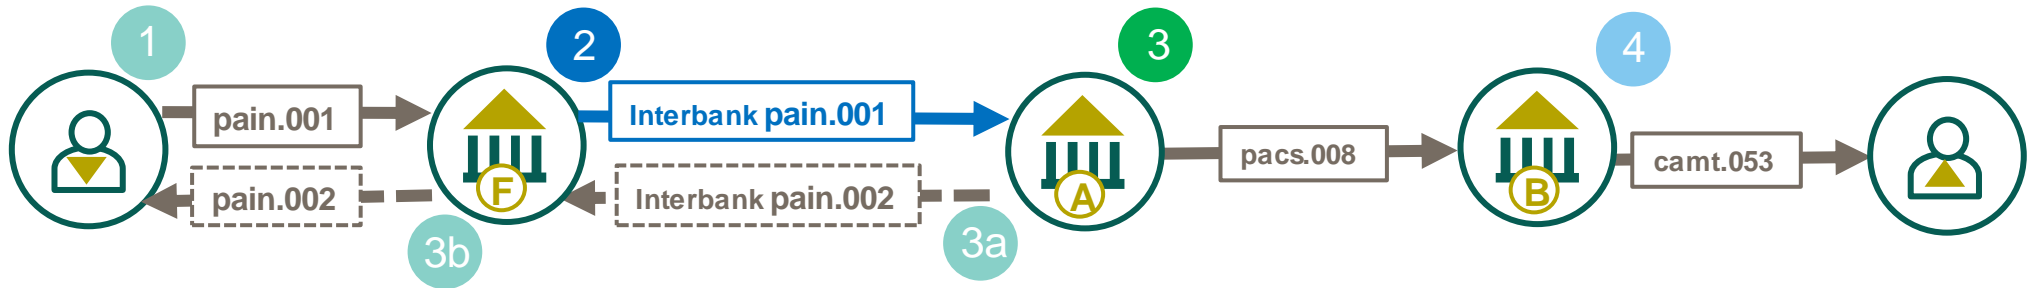 1
2
3
4
pain.001
Interbank pain.001
pacs.008
camt.053
pain.002
Interbank pain.002
F
A
B
3b
3a